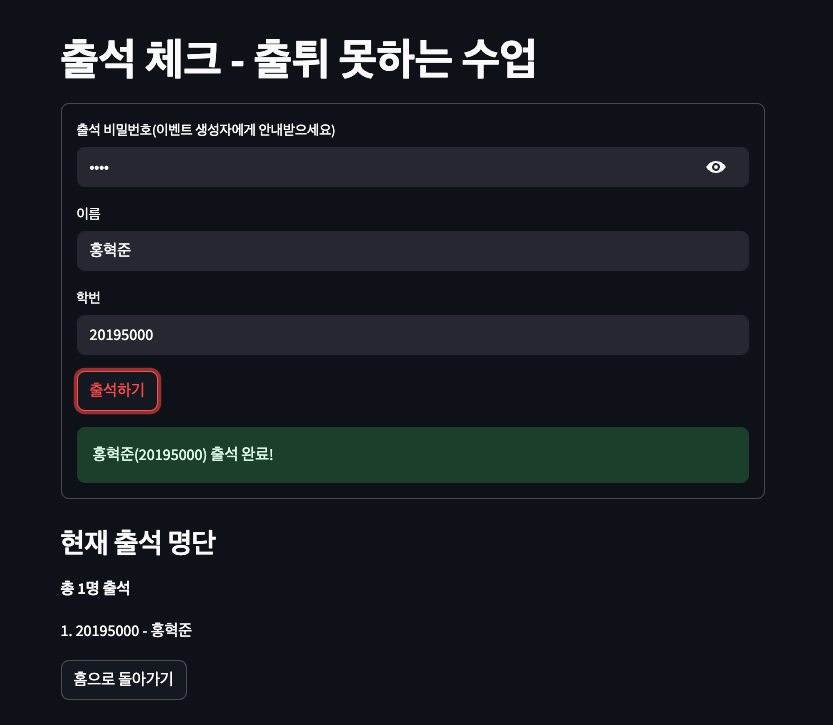 출석 체크 - 출튀 못하는 수업
출석 비밀번호(이벤트 생성자에게 안내받으세요)
••••
이름
홍혁준
학번
20195000
출석하기
홍혁준(20195000) 출석 완료!
현재 출석 명단
총 1명 출석
1. 20195000 - 홍혁준
홈으로 돌아가기